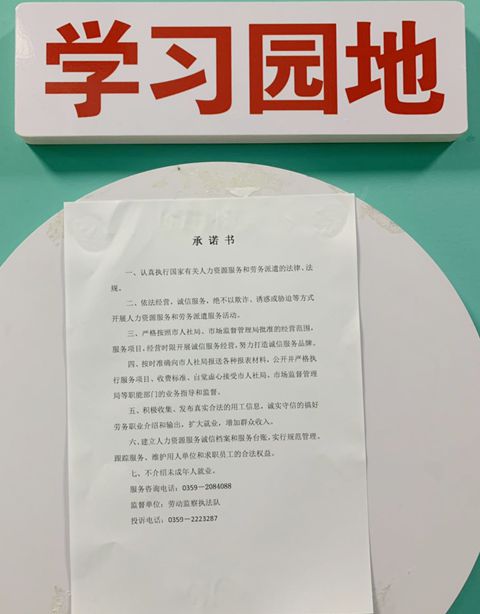 学习园地
承诺书
一、认真执行国家有关人力资源服务和劳务派遣的法律、法
规。
二、依法经营，诚信服务，绝不以欺诈、诱惑或胁迫等方式
开展人力资源服务和劳务派遣服务活动。
三、严格按照市人社局、市场监督管理局批准的经营范围，
服务项目，经营时限开展诚信服务经营，努力打造诚信服务品牌。
四、按时准确向市人社局报送各种报表材料，公开并严格执
行服务项目、收费标准、自觉虚心接受市人社局、市场监督管理
局等职能部门的业务指导和监督。
五、积极收集、发布真实合法的用工信息，诚实守信的搞好
劳务职业介绍和输出，扩大就业，增加群众收入。
六、建立人力资源服务诚信档案和服务台账，实行规范管理、
跟踪服务、维护用人单位和求职员工的合法权益。
七、不介绍未成年人就业。
服务咨询电话：0359－2084088
监督单位：劳动监察执法队
投诉电话：0359－2223287